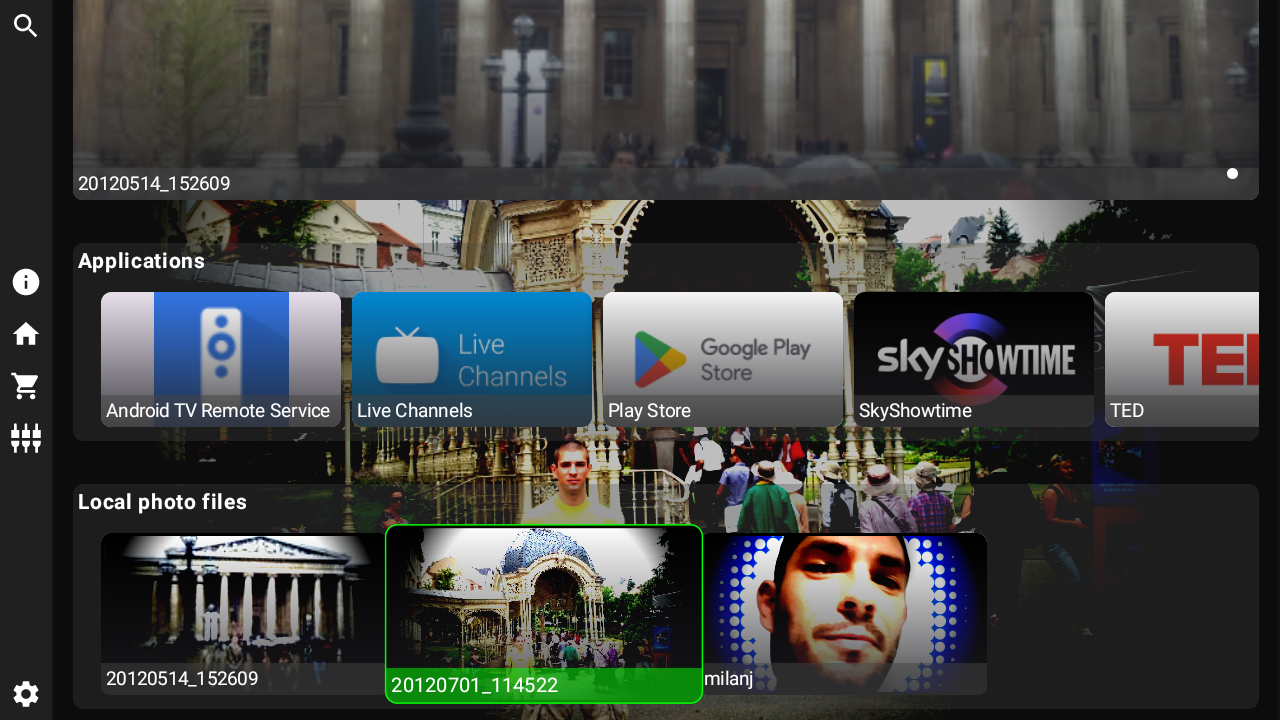 20120514_152609
Applications
Live
Channels
Google Play
Store
sky SHOWTIME
TED
Android TV Remote Service
Live Channels
Play Store
SkyShowtime
TED
Local photo files
20120514_152609
20120701_114522
milanj